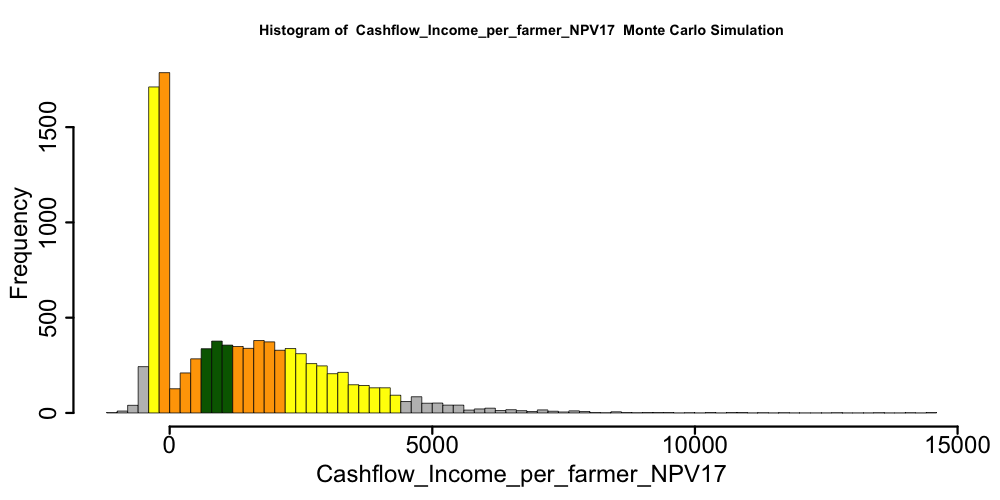 Histogram of  Cashflow_Income_per_farmer_NPV17  Monte Carlo Simulation
Frequency
1500
1000
500
0
0 5000 10000 15000
Cashflow_Income_per_farmer_NPV17